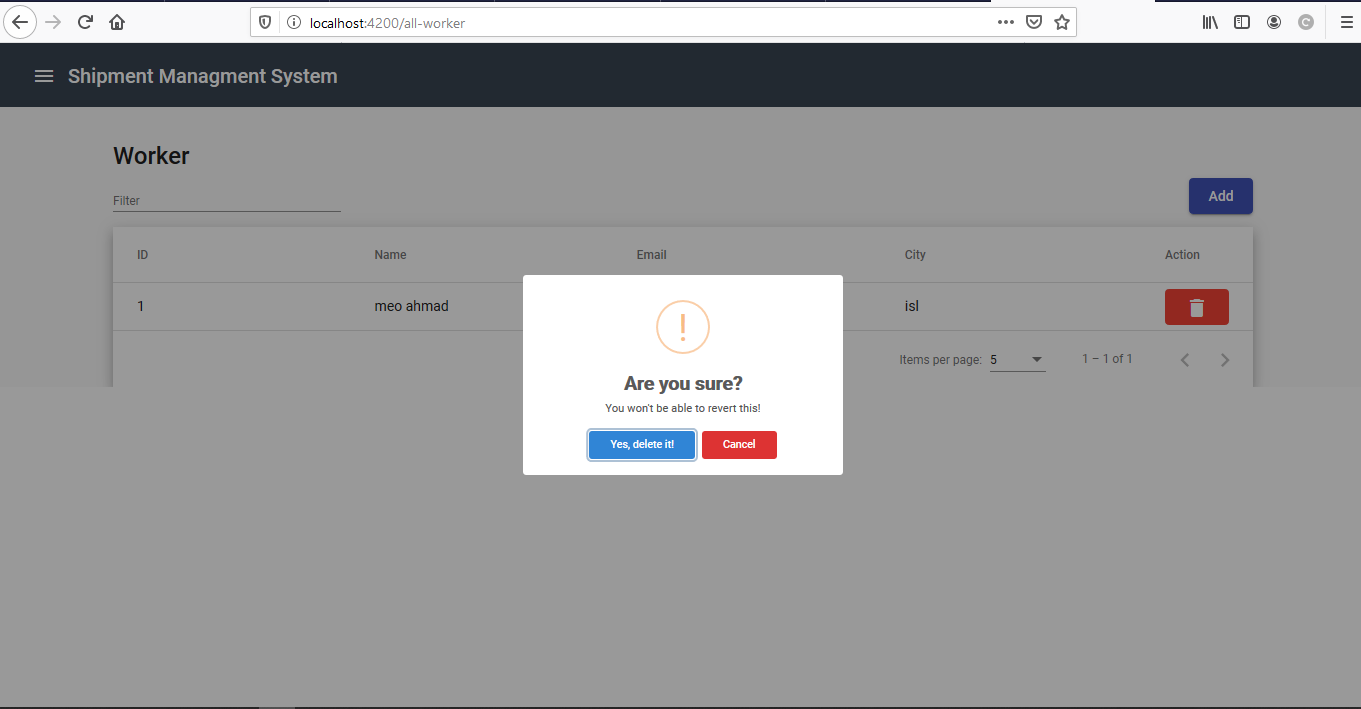 localhost:4200/all-worker
Shipment Managment System
Worker
Filter
Add
ID Name Email City Action
1 meo ahmad isl
Items per page: 5 1 – 1 of 1
!
Are you sure?
You won't be able to revert this!
Yes, delete it! Cancel